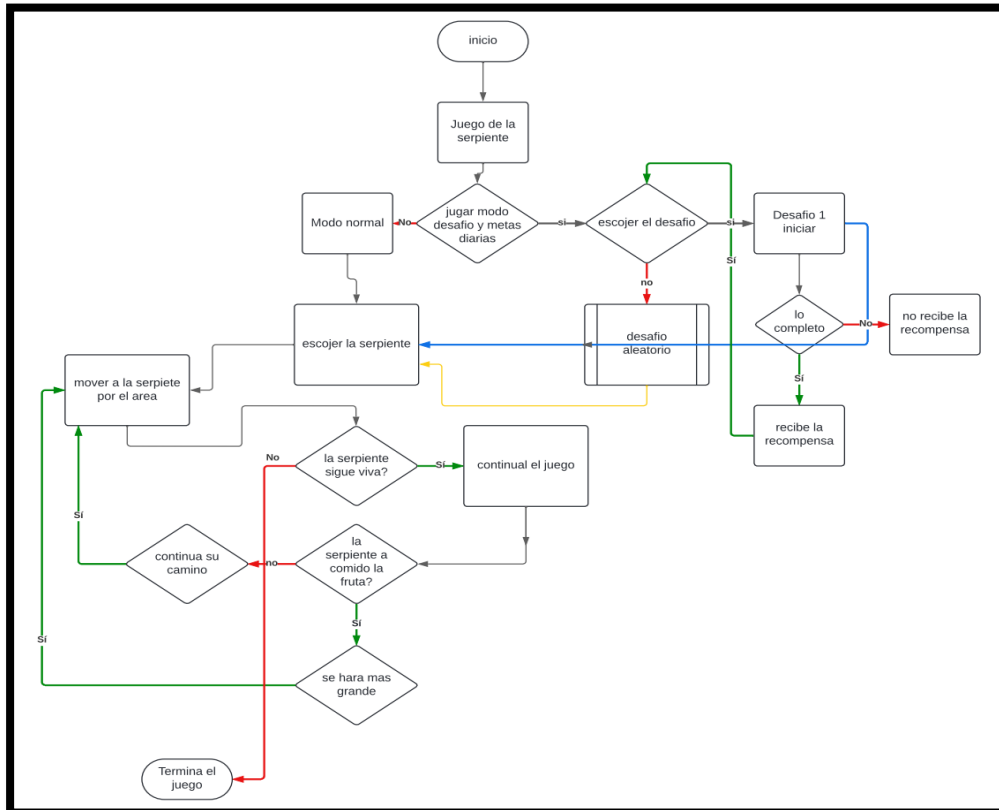 inicio
Juego de la
serpiente
jugar modo
desafio y metas
diarias
No
Modo normal
si
escojer el desafio
si
Desafio 1
iniciar
Sí
no
lo
completo
No
no recibe la
recompensa
escojer la serpiente
desafio
aleatorio
Sí
recibe la
recompensa
mover a la serpiete
por el area
la serpiente
sigue viva?
No
Sí
continual el juego
la
serpiente a
comido la
fruta?
no
continua su
camino
Sí
Sí
se hara mas
grande
Sí
Termina el
juego